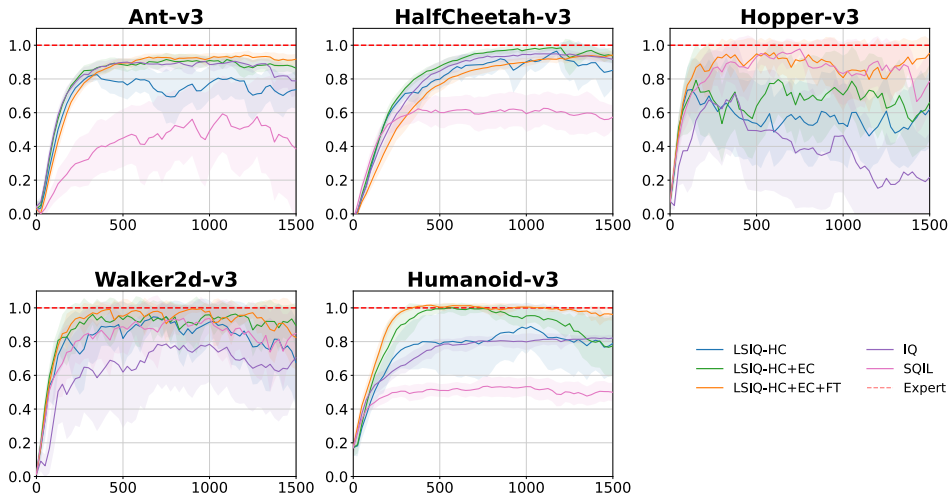 Ant-v3 HalfCheetah-v3 Hopper-v3
1.0 1.0 1.0
0.8 0.8 0.8
0.6 0.6 0.6
0.4 0.4 0.4
0.2 0.2 0.2
0.0 0.0 0.0
0 500 1000 1500 0 500 1000 1500 0 500 1000 1500
Walker2d-v3 Humanoid-v3
1.0 1.0
0.8 0.8
0.6 0.6
0.4 0.4
0.2 0.2
0.0 0.0
0 500 1000 1500 0 500 1000 1500
LSIQ-HC IQ
LSIQ-HC+EC SQIL
LSIQ-HC+EC+FT Expert